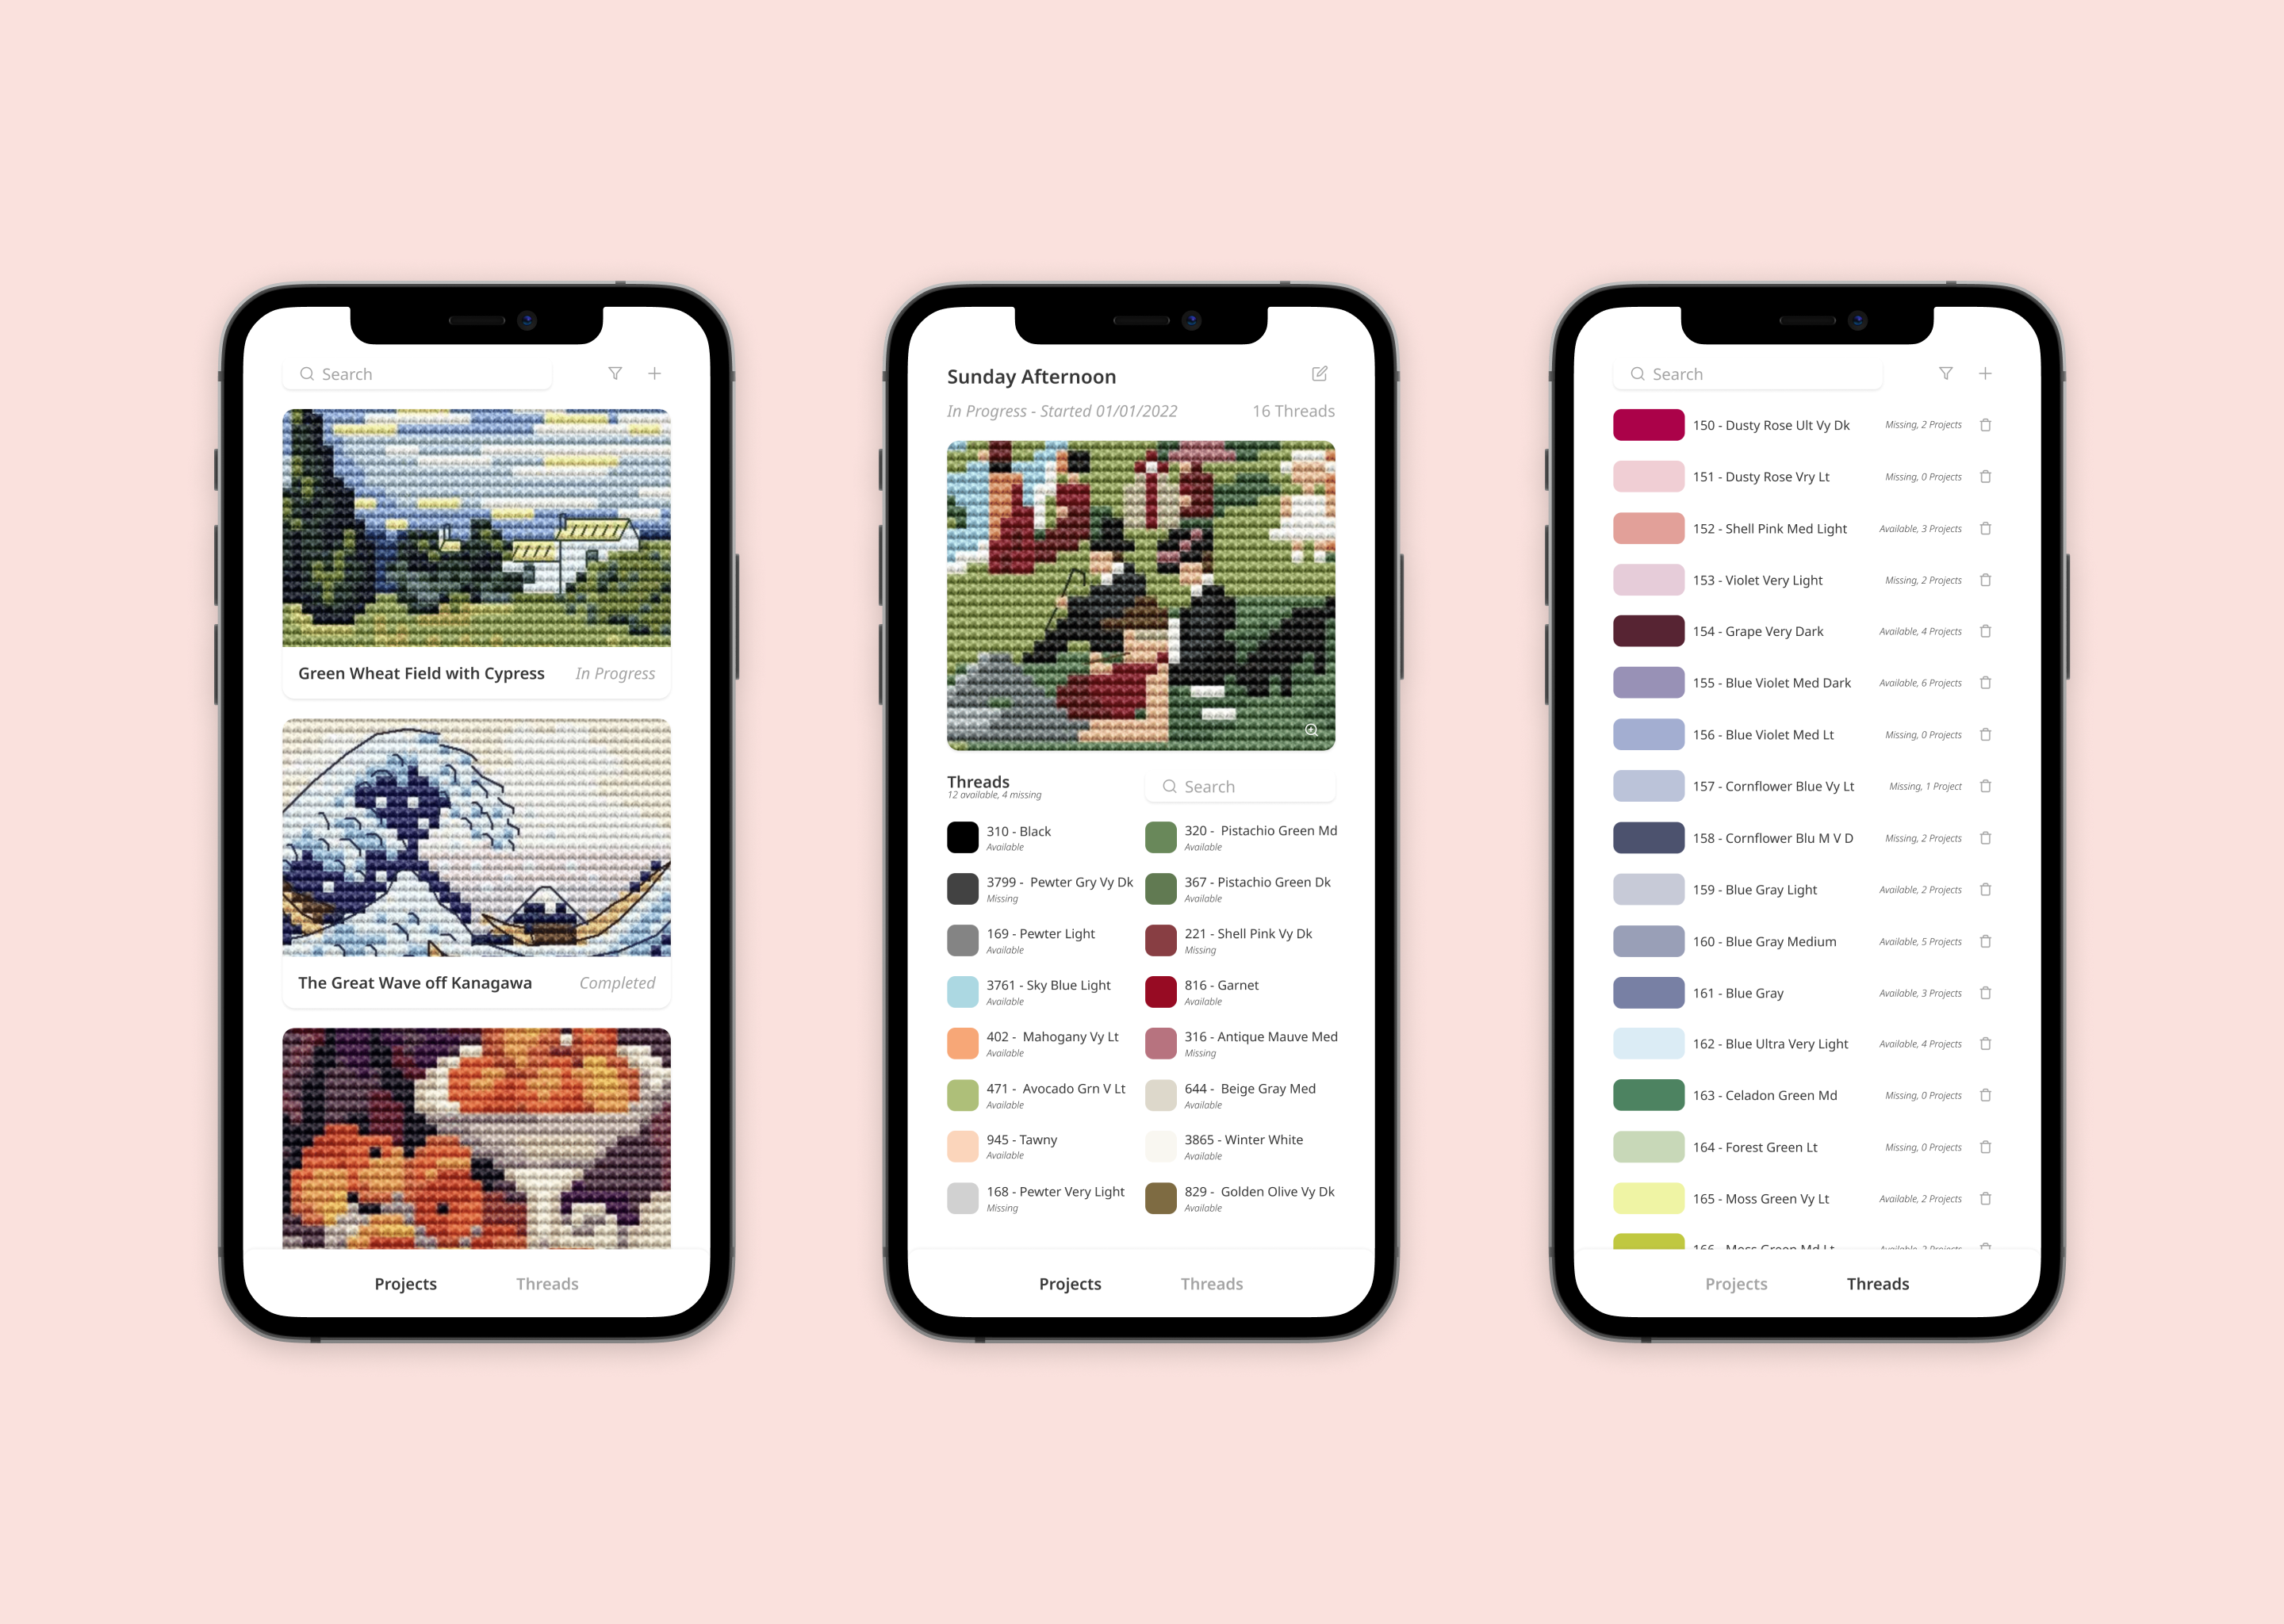 Search
Green Wheat Field with Cypress In Progress
The Great Wave off Kanagawa Completed
Projects Threads
Sunday Afternoon
In Progress - Started 01/01/2022 16 Threads
Threads
12 available, 4 missing
Search
310 - Black
Available
320 - Pistachio Green Md
Available
3799 - Pewter Gry Vy Dk
Missing
367 - Pistachio Green Dk
Available
169 - Pewter Light
Available
221 - Shell Pink Vy Dk
Missing
3761 - Sky Blue Light
Available
816 - Garnet
Available
402 - Mahogany Vy Lt
Available
316 - Antique Mauve Med
Missing
471 - Avocado Grn V Lt
Available
644 - Beige Gray Med
Available
945 - Tawny
Available
3865 - Winter White
Available
168 - Pewter Very Light
Missing
829 - Golden Olive Vy Dk
Available
Projects Threads
Search
150 - Dusty Rose Ult Vy Dk Missing, 2 Projects
151 - Dusty Rose Vry Lt Missing, 0 Projects
152 - Shell Pink Med Light Available, 3 Projects
153 - Violet Very Light Missing, 2 Projects
154 - Grape Very Dark Available, 4 Projects
155 - Blue Violet Med Dark Available, 6 Projects
156 - Blue Violet Med Lt Missing, 0 Projects
157 - Cornflower Blue Vy Lt Missing, 1 Project
158 - Cornflower Blu M V D Missing, 2 Projects
159 - Blue Gray Light Available, 2 Projects
160 - Blue Gray Medium Available, 5 Projects
161 - Blue Gray Available, 3 Projects
162 - Blue Ultra Very Light Available, 4 Projects
163 - Celadon Green Md Missing, 0 Projects
164 - Forest Green Lt Missing, 0 Projects
165 - Moss Green Vy Lt Available, 2 Projects
166 - Moss Green Md Lt
Projects Threads